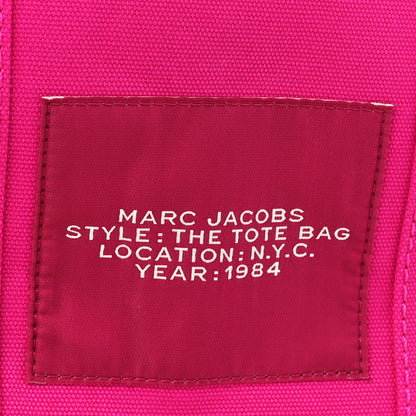 MARC JACOBS
STYLE: THE TOTE BAG
LOCATION: N.Y.C.
YEAR: 1984